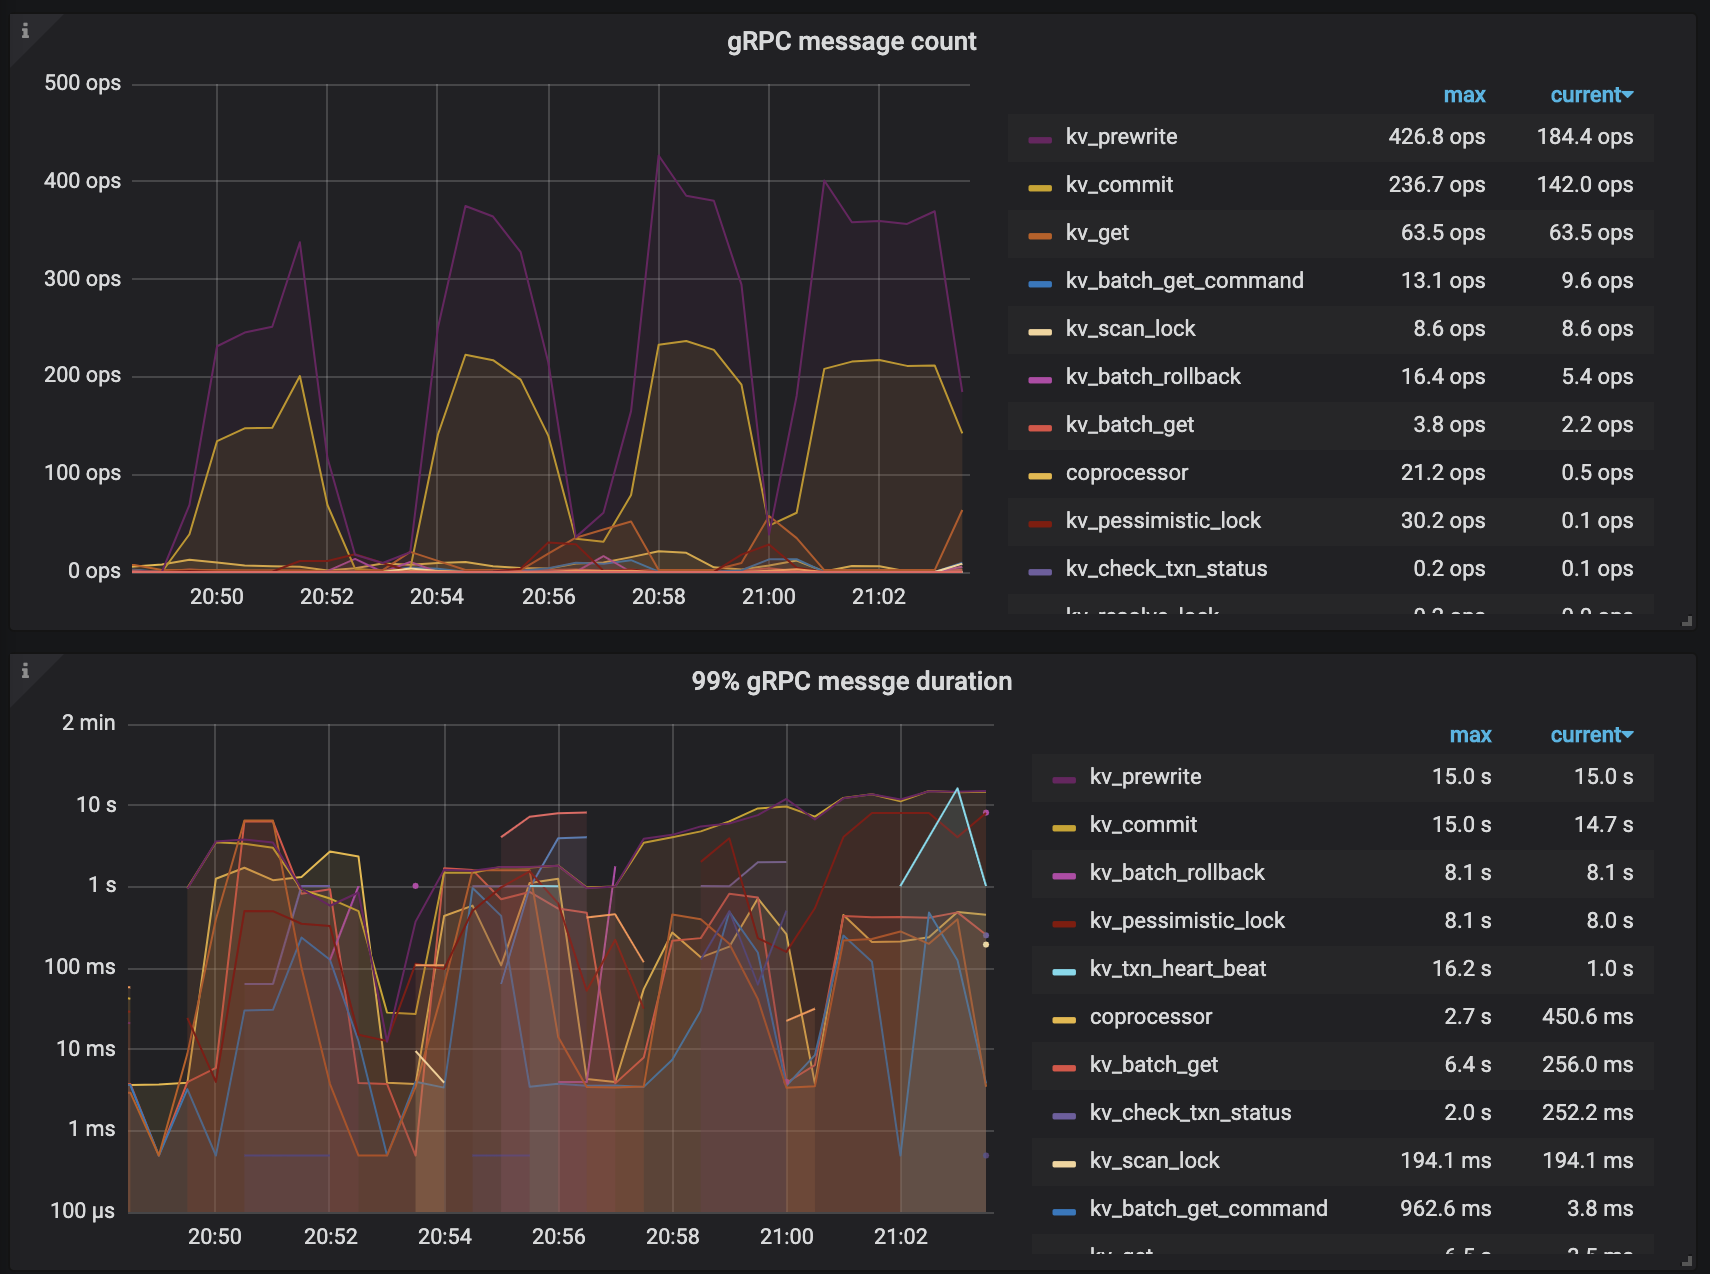 gRPC message count
500 ops
400 ops
300 ops
200 ops
100 ops
0 ops
20:50 20:52 20:54 20:56 20:58 21:00 21:02
max current
kv_prewrite 426.8 ops 184.4 ops
kv_commit 236.7 ops 142.0 ops
kv_get 63.5 ops 63.5 ops
kv_batch_get_command 13.1 ops 9.6 ops
kv_scan_lock 8.6 ops 8.6 ops
kv_batch_rollback 16.4 ops 5.4 ops
kv_batch_get 3.8 ops 2.2 ops
coprocessor 21.2 ops 0.5 ops
kv_pessimistic_lock 30.2 ops 0.1 ops
kv_check_txn_status 0.2 ops 0.1 ops
99% gRPC messge duration
2 min
10 s
1 s
100 ms
10 ms
1 ms
100 µs
20:50 20:52 20:54 20:56 20:58 21:00 21:02
max current
kv_prewrite 15.0 s 15.0 s
kv_commit 15.0 s 14.7 s
kv_batch_rollback 8.1 s 8.1 s
kv_pessimistic_lock 8.1 s 8.0 s
kv_txn_heart_beat 16.2 s 1.0 s
coprocessor 2.7 s 450.6 ms
kv_batch_get 6.4 s 256.0 ms
kv_check_txn_status 2.0 s 252.2 ms
kv_scan_lock 194.1 ms 194.1 ms
kv_batch_get_command 962.6 ms 3.8 ms